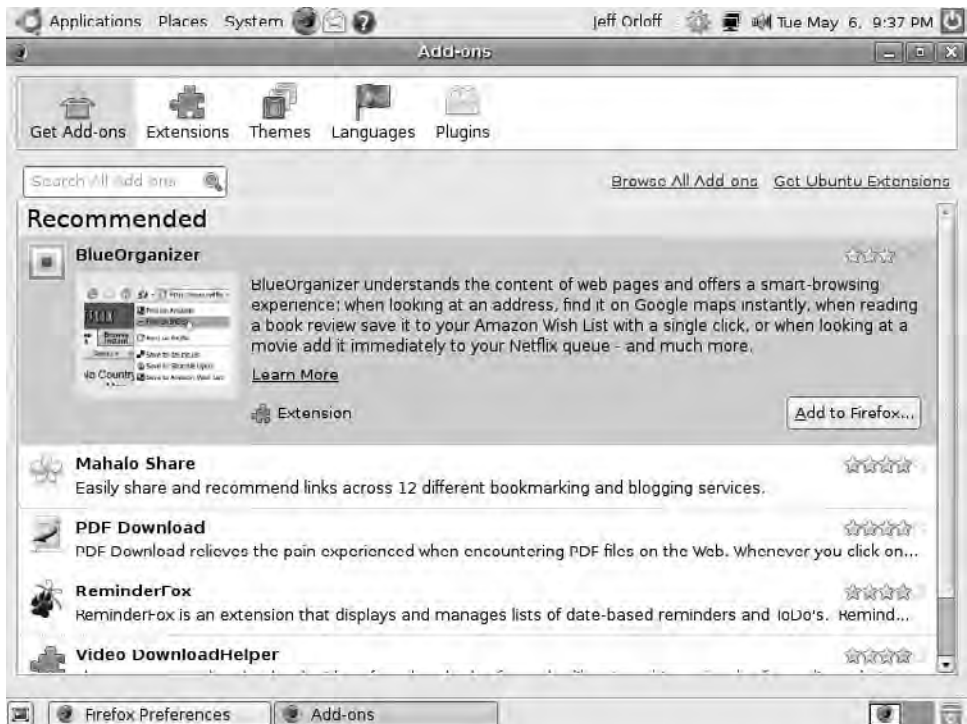 Applications Places System
Jeff Orloff
Tue May 6, 9:37 PM
Add-ons
Get Add-ons Extensions Themes Languages Plugins
Search All Add-ons
Browse All Add-ons Get Ubuntu Extensions
Recommended
BlueOrganizer
BlueOrganizer understands the content of web pages and offers a smart-browsing
experience; when looking at an address, find it on Google maps instantly, when reading
a book review save it to your Amazon Wish List with a single click, or when looking at a
movie add it immediately to your Netflix queue - and much more.
Learn More
Extension
Add to Firefox...
Mahalo Share
Easily share and recommend links across 12 different bookmarking and blogging services.
PDF Download
PDF Download relieves the pain experienced when encountering PDF files on the Web. Whenever you click on...
ReminderFox
ReminderFox is an extension that displays and manages lists of date-based reminders and ToDo's. Remind...
Video DownloadHelper
Firefox Preferences
Add-ons